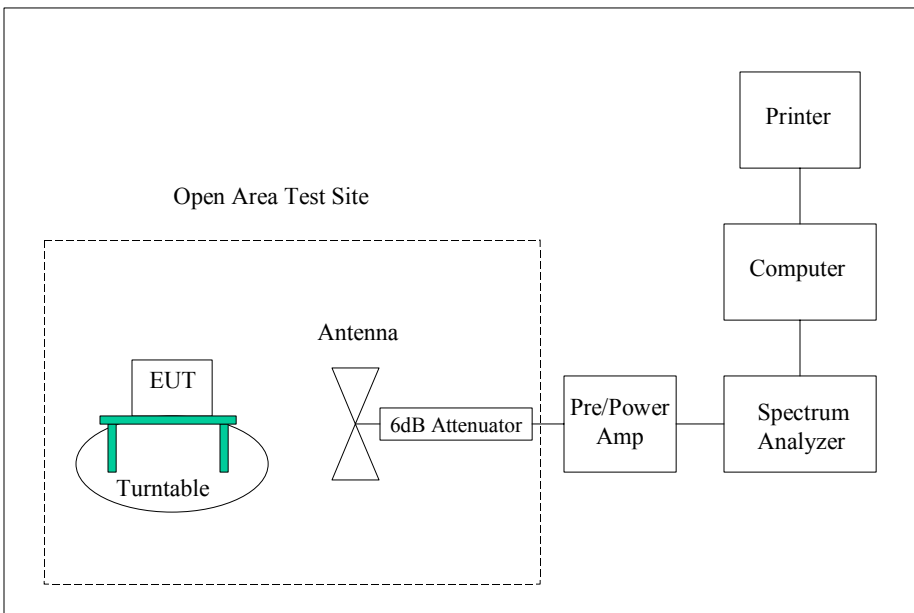 Printer
Open Area Test Site
Computer
Antenna
EUT
Pre/Power
Amp
Spectrum
Analyzer
6dB Attenuator
Turntable